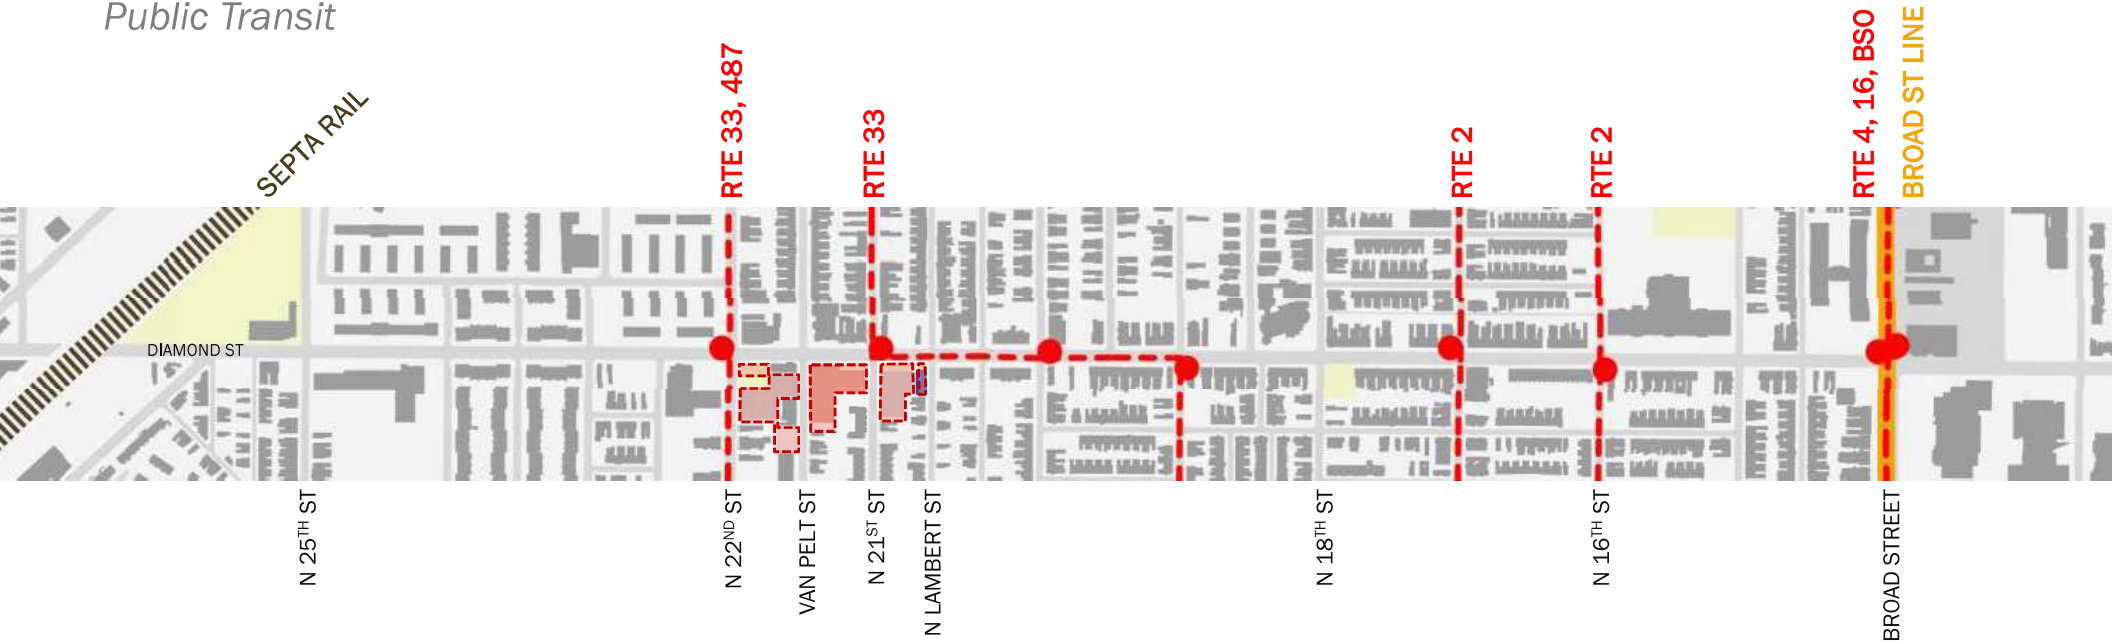 Public Transit
SEPTA RAIL
RTE 33, 487
RTE 33
RTE 2
RTE 2
RTE 4, 16, BSO
BROAD ST LINE
DIAMOND ST
N 25TH ST
N 22ND ST
VAN PELT ST
N 21ST ST
N LAMBERT ST
N 18TH ST
N 16TH ST
BROAD STREET